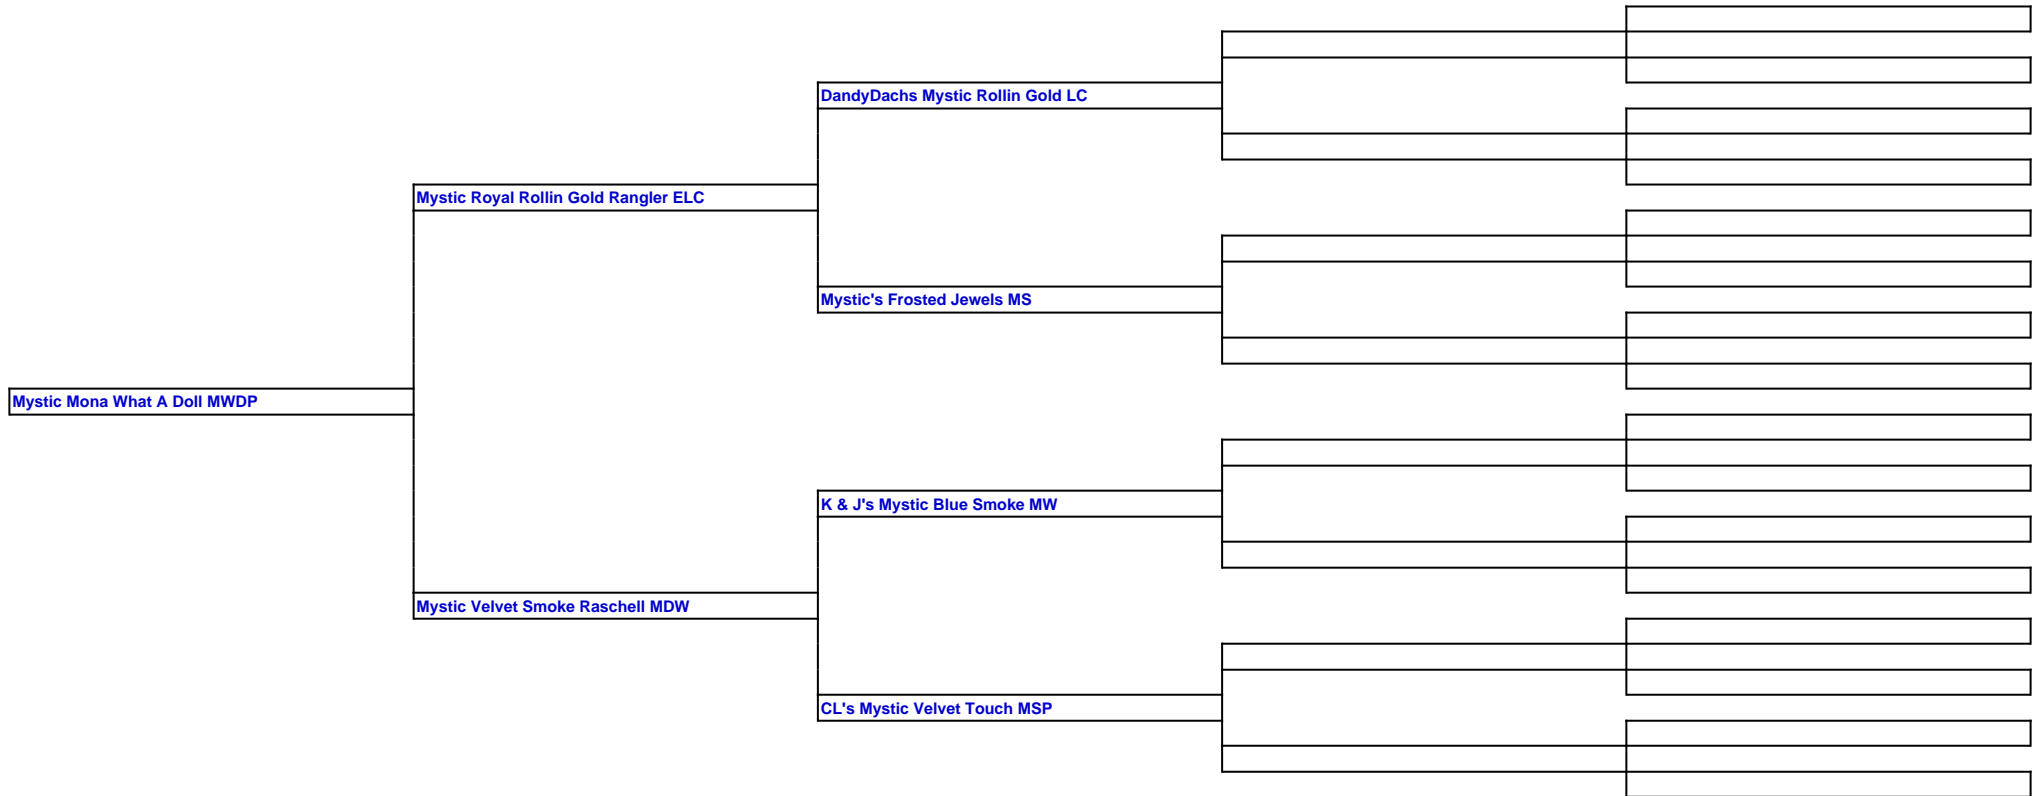 DandyDachs Mystic Rollin Gold LC
Mystic Royal Rollin Gold Rangler ELC
Mystic's Frosted Jewels MS
Mystic Mona What A Doll MWDP
K & J's Mystic Blue Smoke MW
Mystic Velvet Smoke Raschell MDW
CL's Mystic Velvet Touch MSP